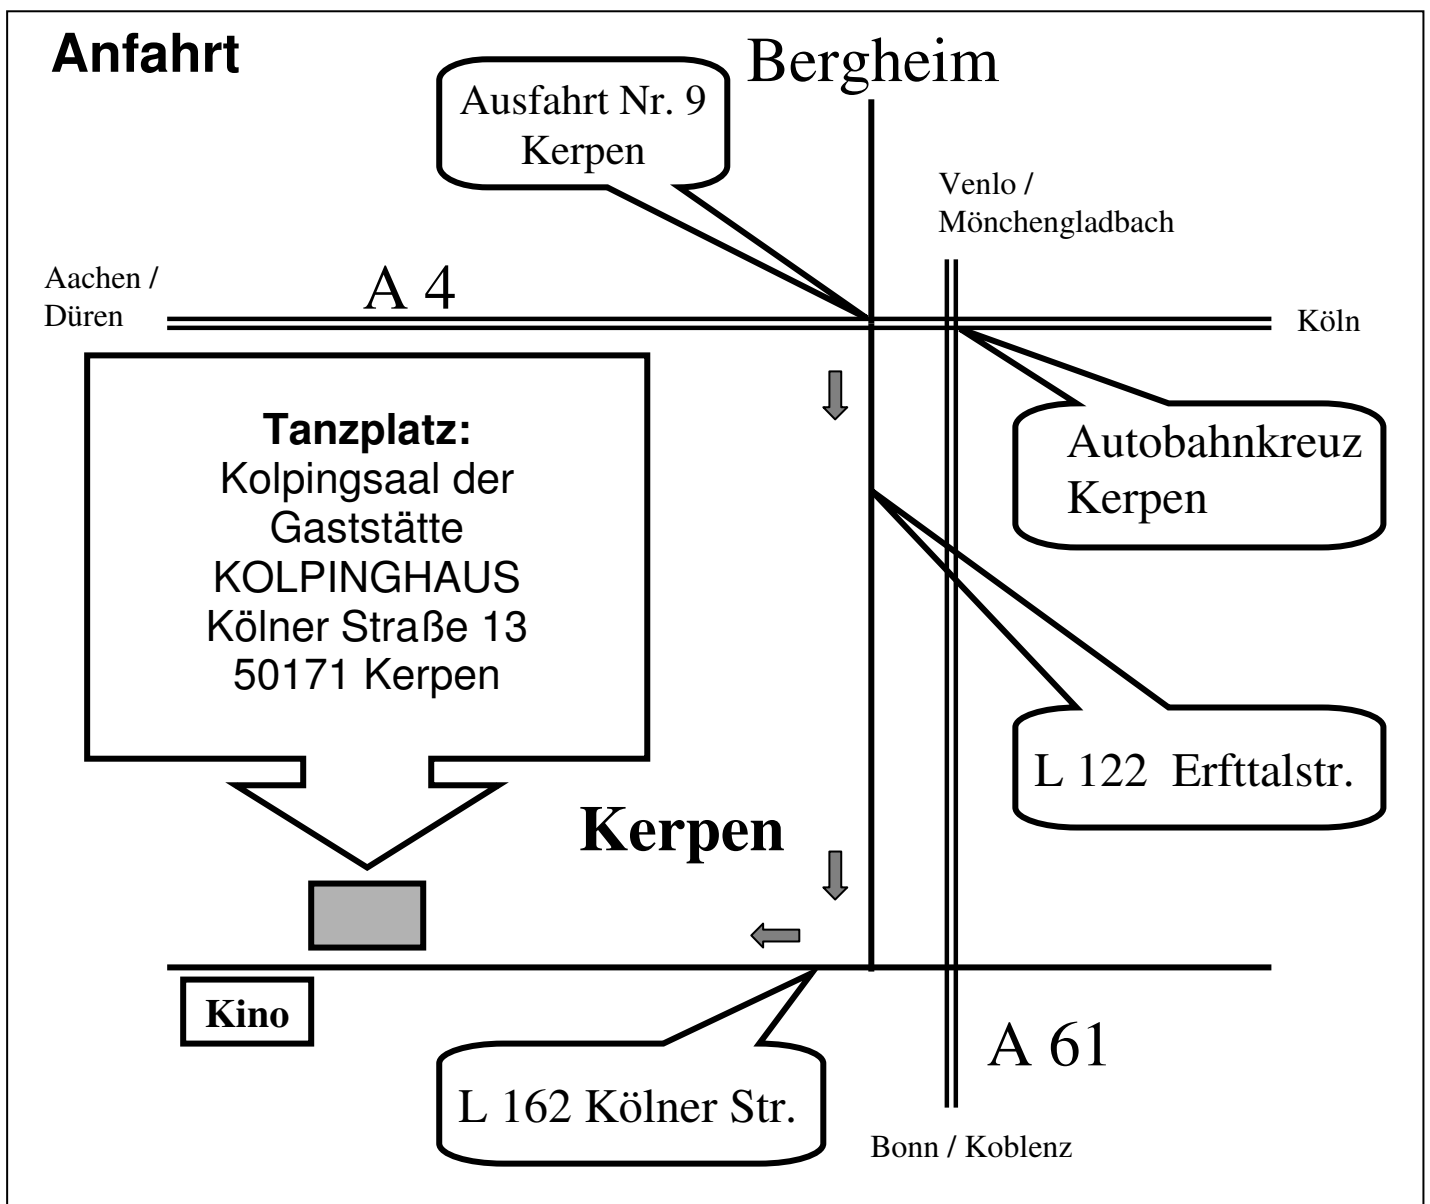 Anfahrt
Bergheim
Ausfahrt Nr. 9
Kerpen
Venlo /
Mönchengladbach
Aachen /
Düren
A 4
Köln
Tanzplatz:
Kolpingsaal der
Gaststätte
KOLPINGHAUS
Kölner Straße 13
50171 Kerpen
Autobahnkreuz
Kerpen
L 122 Erfttalstr.
Kerpen
Kino
L 162 Kölner Str.
A 61
Bonn / Koblenz